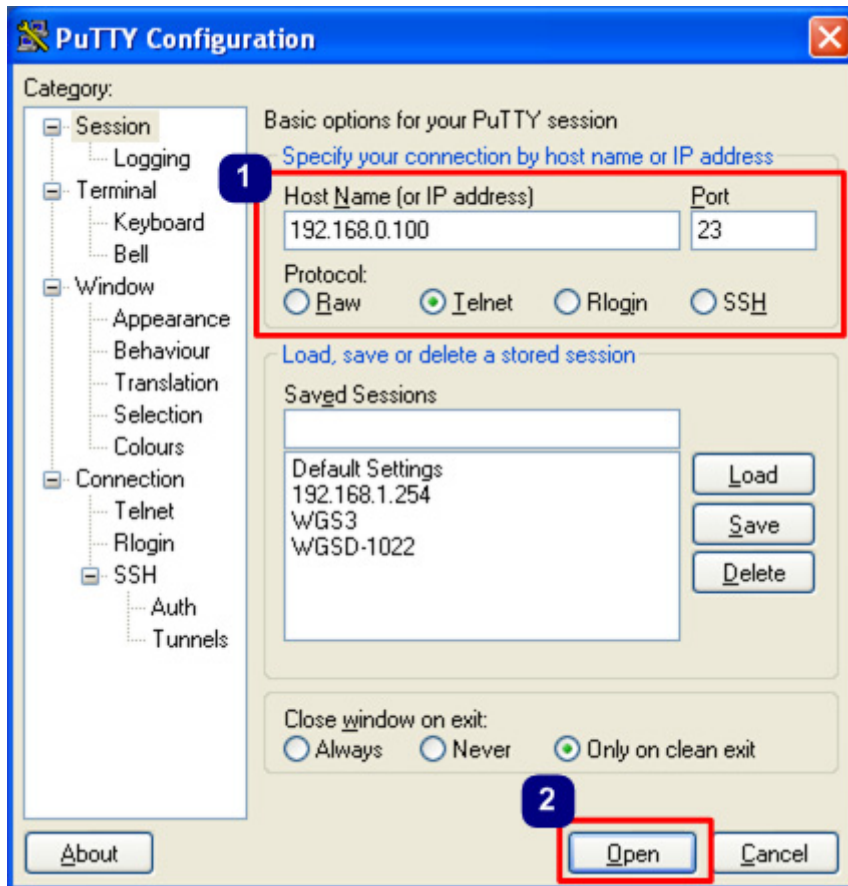 PuTTY Configuration
Category:
Session
Logging
Terminal
Keyboard
Bell
Window
Appearance
Behaviour
Translation
Selection
Colours
Connection
Telnet
Rlogin
SSH
Auth
Tunnels
Basic options for your PuTTY session
1
Specify your connection by host name or IP address
Host Name (or IP address) Port
192.168.0.100 23
Protocol:
Raw Telnet Rlogin SSH
Load, save or delete a stored session
Saved Sessions
Default Settings
192.168.1.254
WGS3
WGSD-1022
Load
Save
Delete
Close window on exit:
Always Never Only on clean exit
2
About Open Cancel